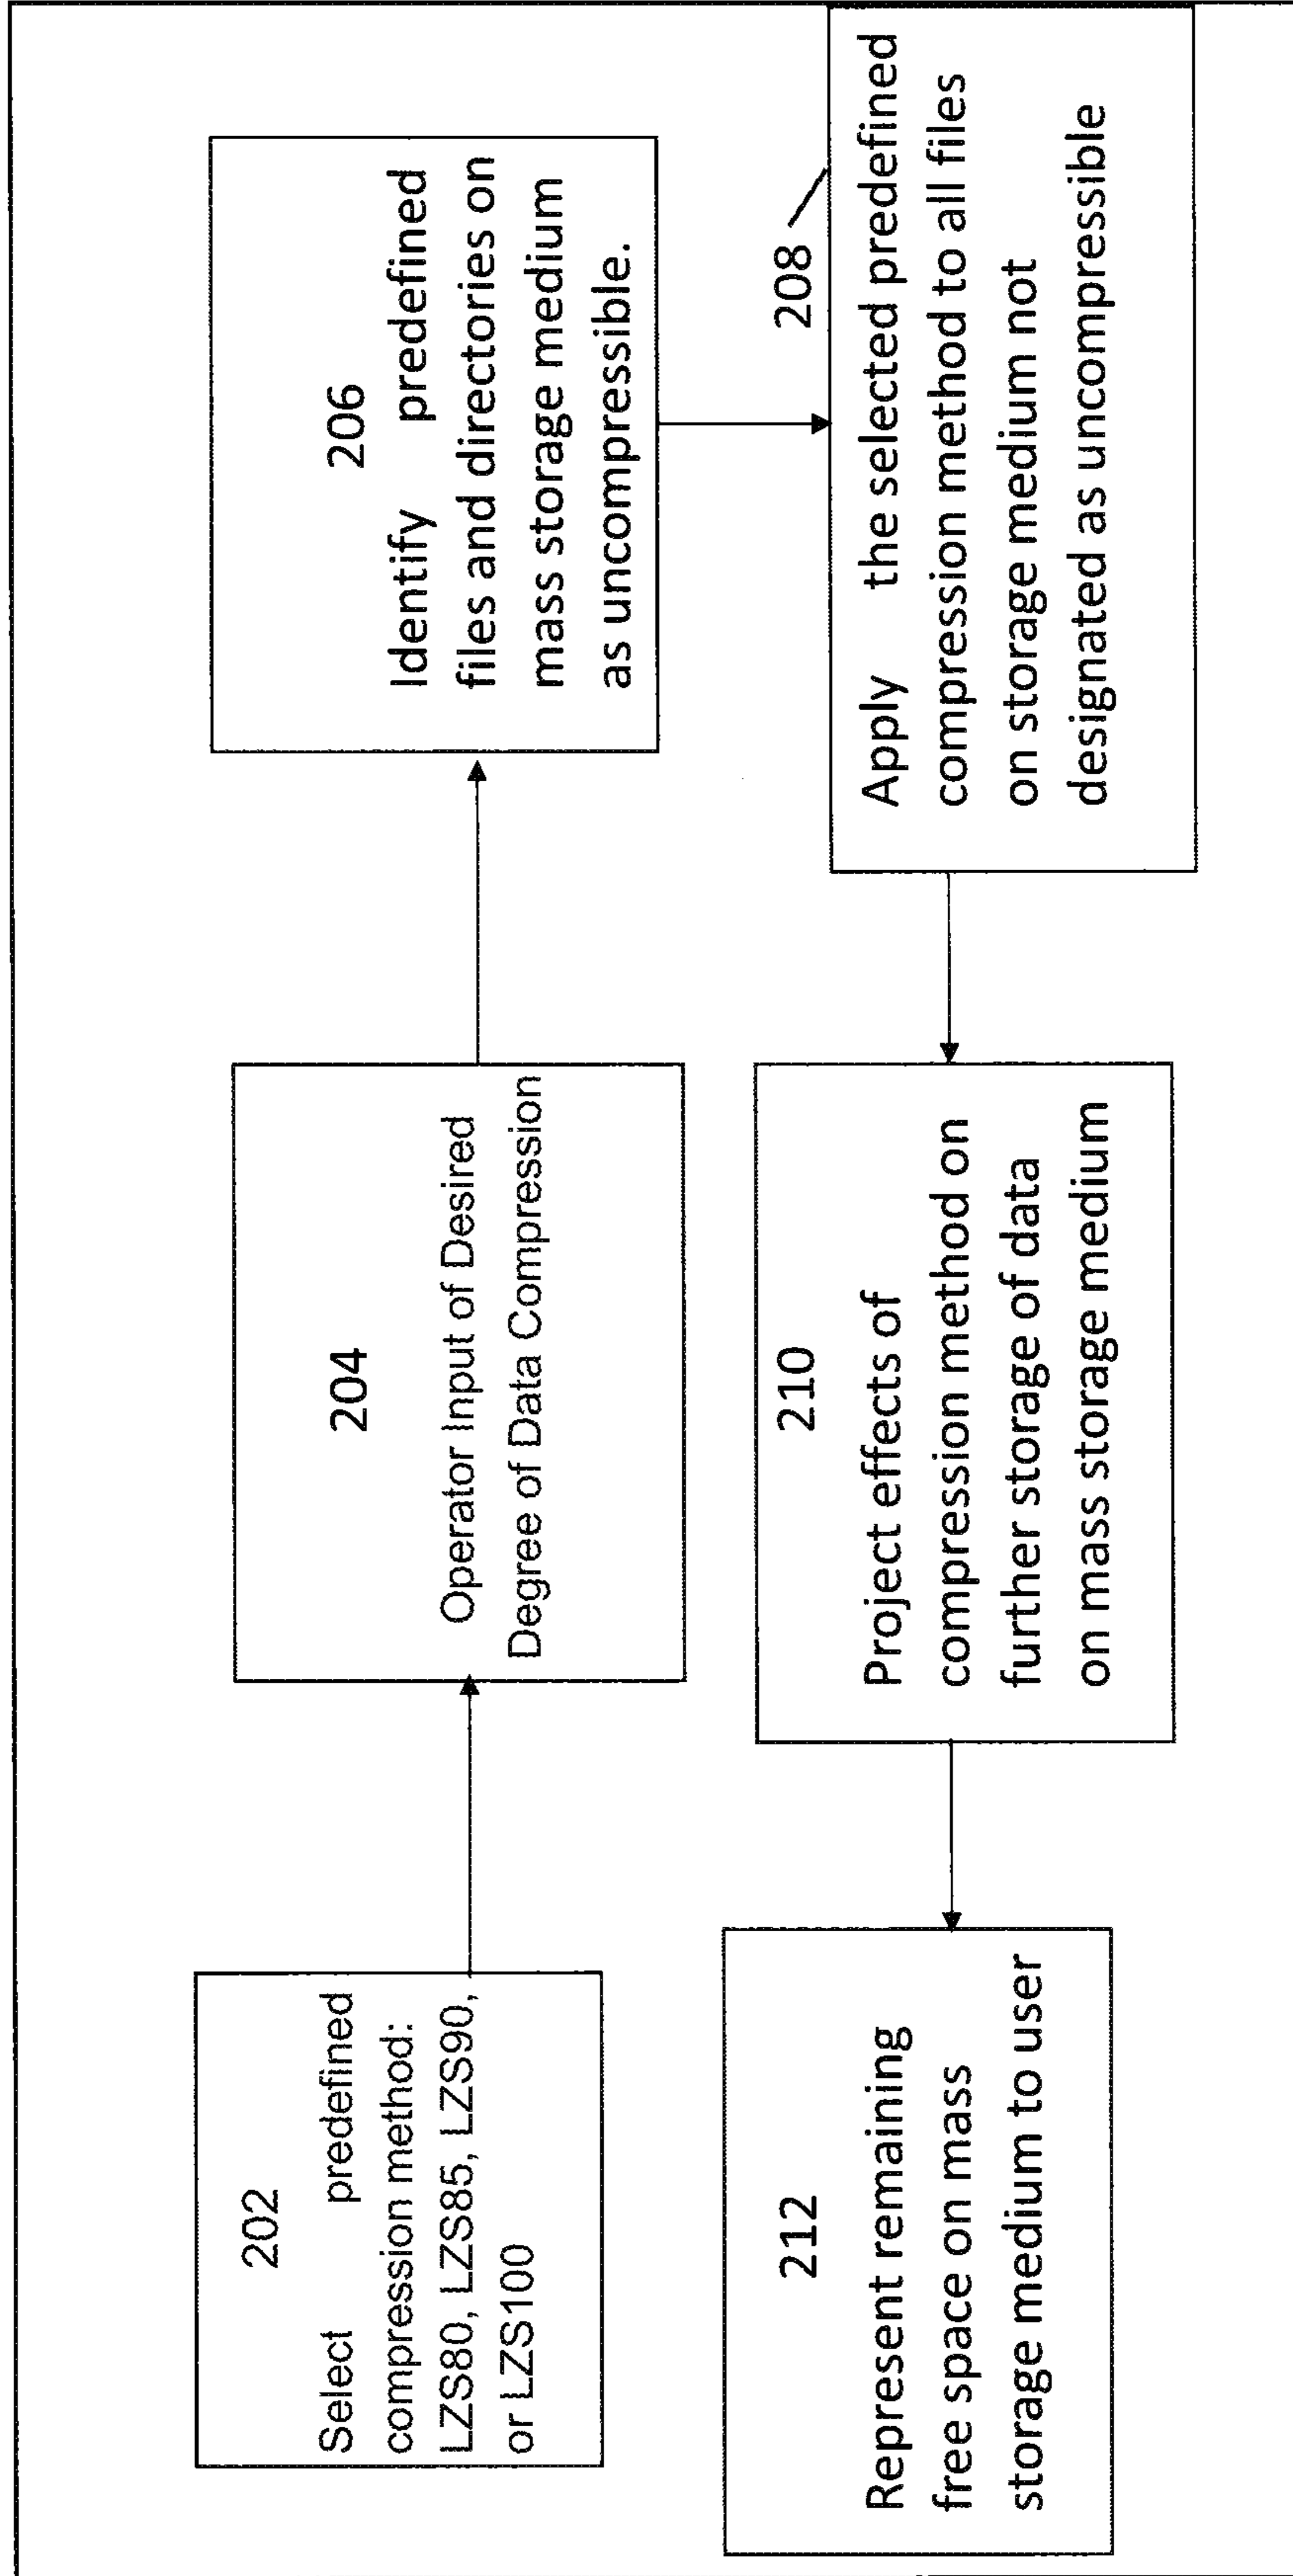 202
Select predefined
compression method:
LZS80, LZS85, LZS90,
or LZS100
204
Operator Input of Desired
Degree of Data Compression
206
Identify predefined
files and directories on
mass storage medium
as uncompressible.
208
Apply the selected predefined
compression method to all files
on storage medium not
designated as uncompressible
210
Project effects of
compression method on
further storage of data
on mass storage medium
212
Represent remaining
free space on mass
storage medium to user